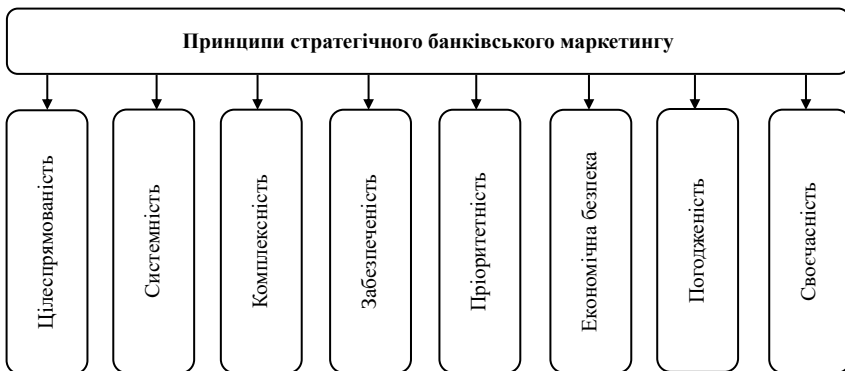 Принципи стратегічного банківського маркетингу
Цілеспрямованість
Системність
Комплексність
Забезпеченість
Пріоритетність
Економічна безпека
Погодженість
Своєчасність